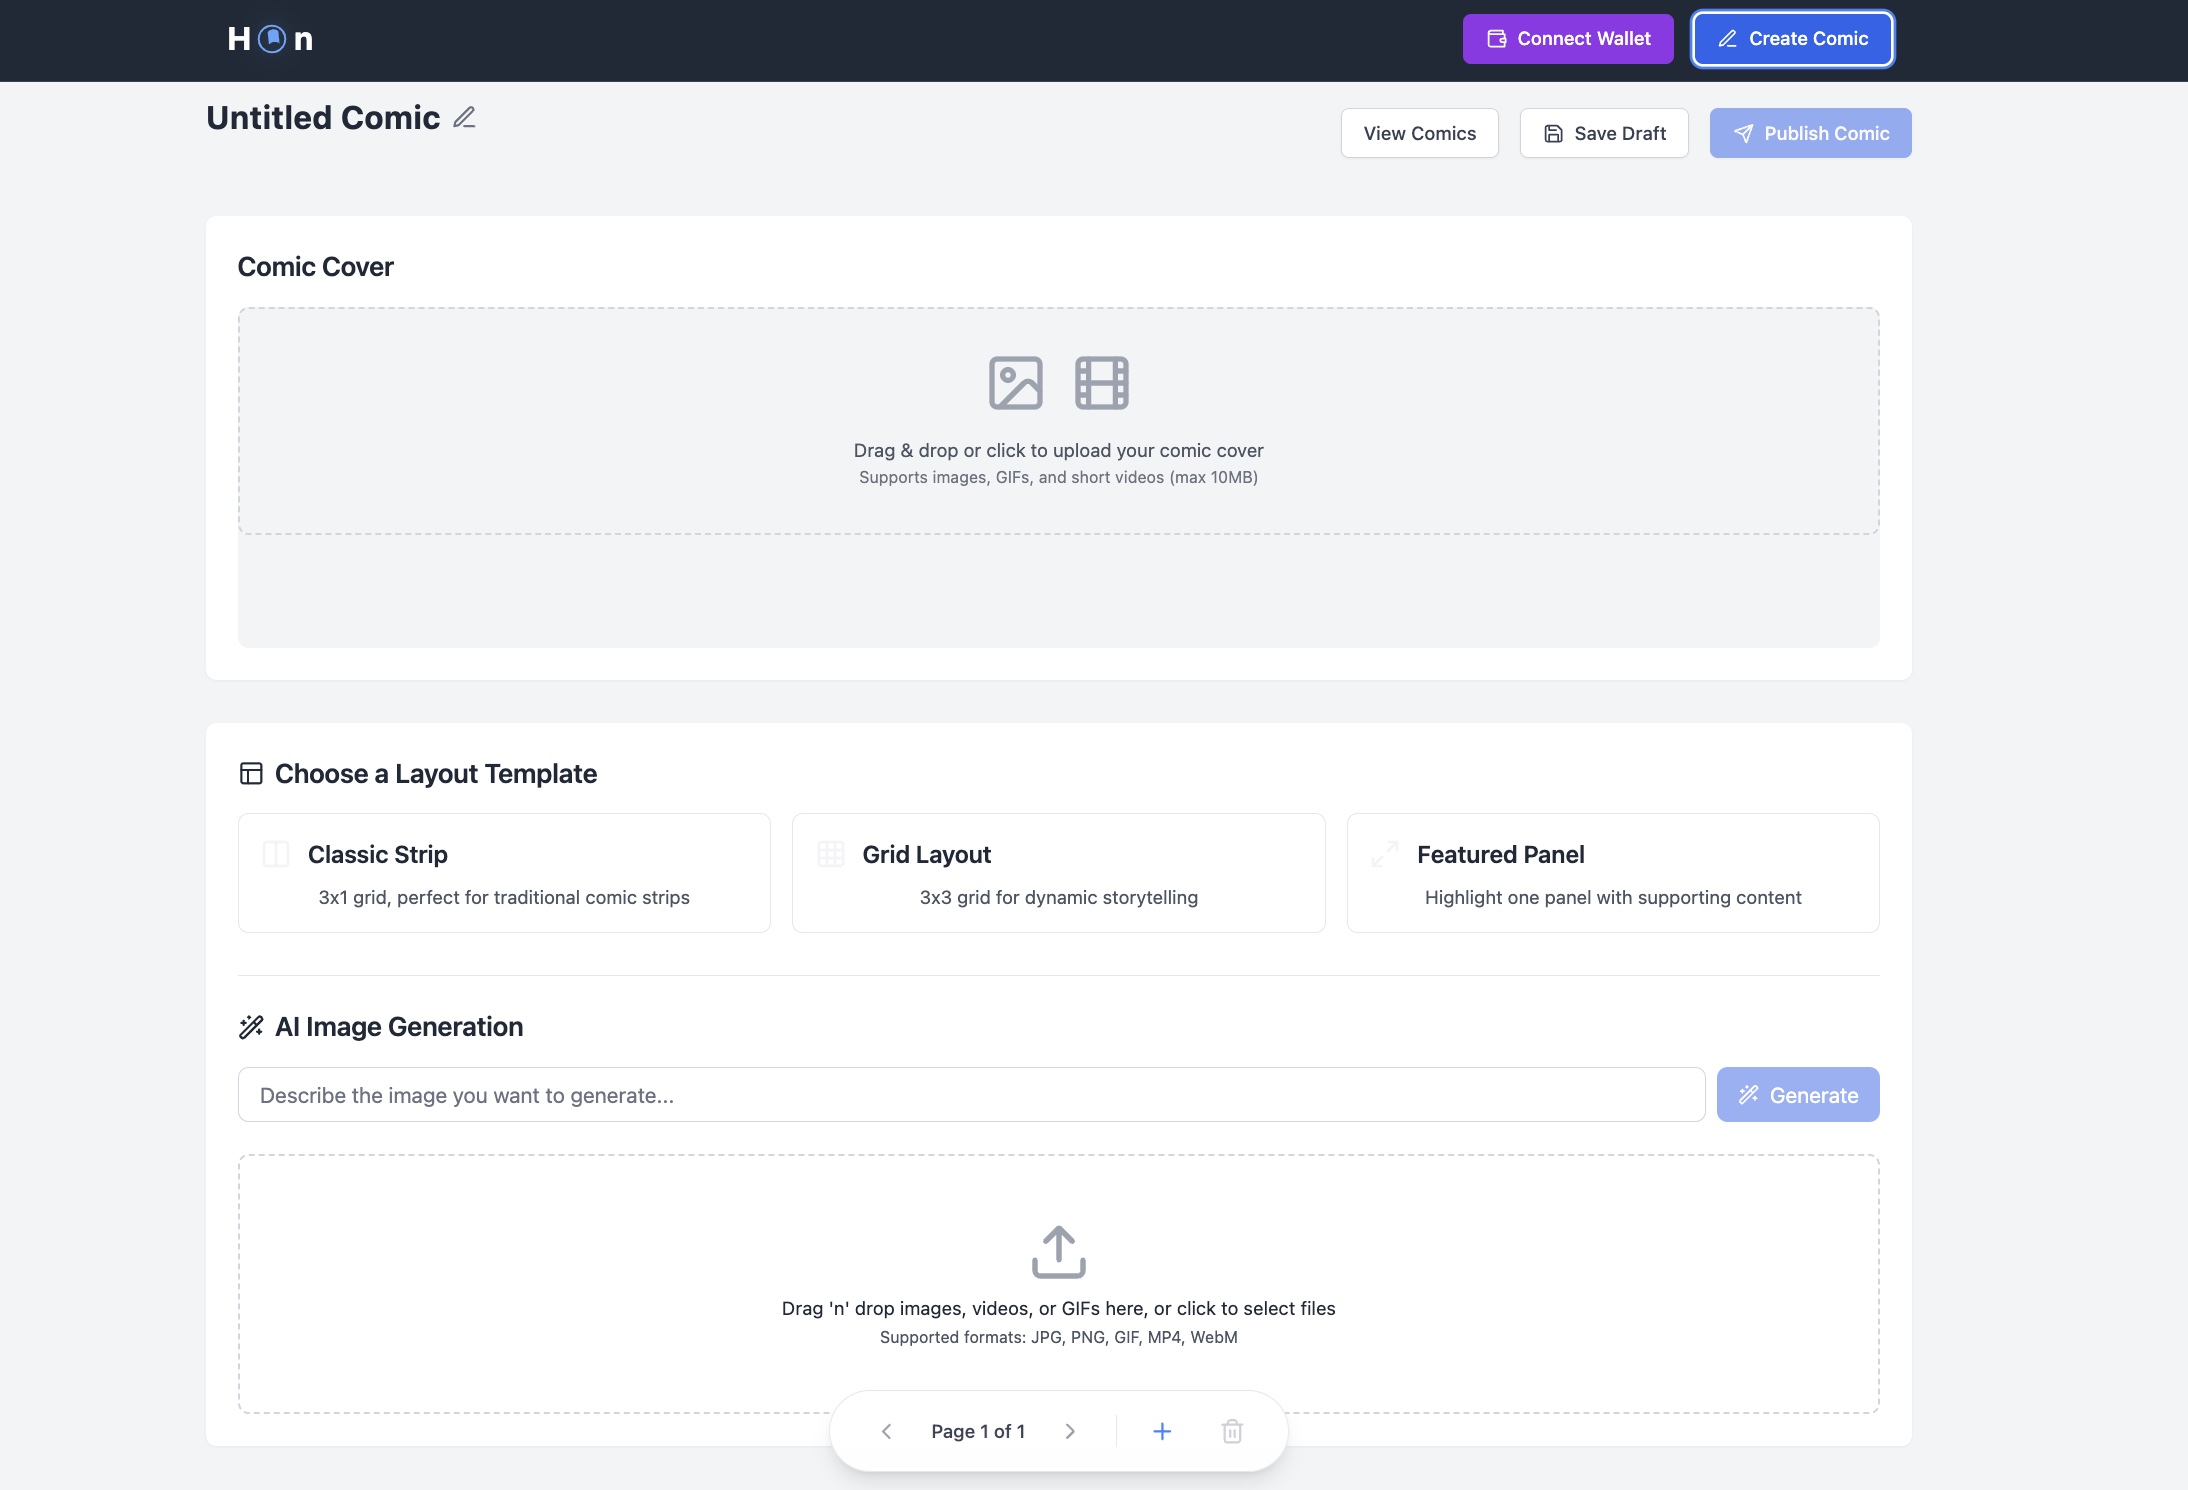 H n
Connect Wallet
Create Comic
Untitled Comic
View Comics
Save Draft
Publish Comic
Comic Cover
Drag & drop or click to upload your comic cover
Supports images, GIFs, and short videos (max 10MB)
Choose a Layout Template
Classic Strip
3x1 grid, perfect for traditional comic strips
Grid Layout
3x3 grid for dynamic storytelling
Featured Panel
Highlight one panel with supporting content
AI Image Generation
Describe the image you want to generate...
Generate
Drag 'n' drop images, videos, or GIFs here, or click to select files
Supported formats: JPG, PNG, GIF, MP4, WebM
Page 1 of 1